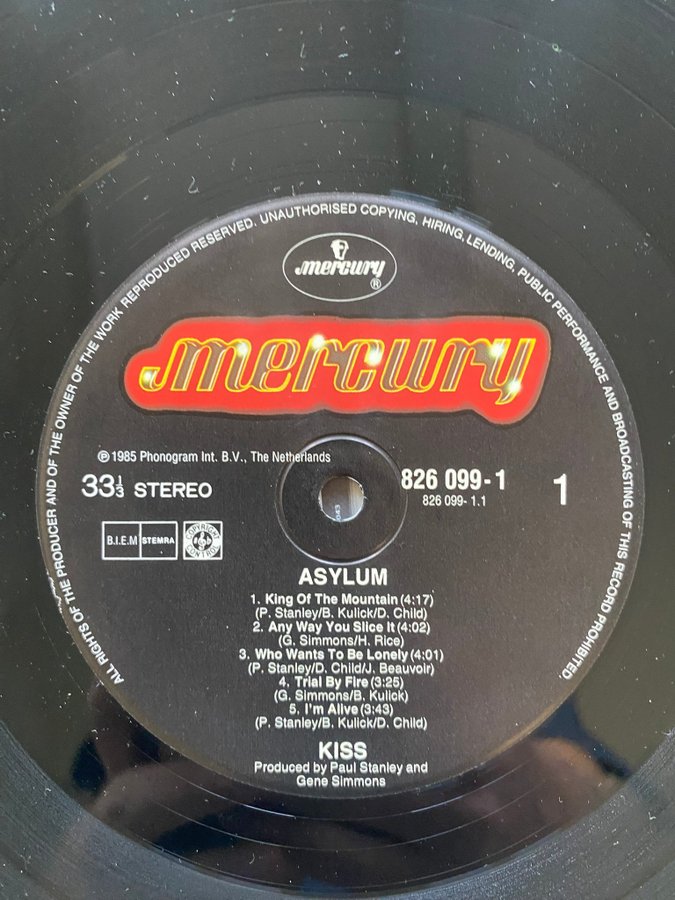 ALL RIGHTS OF THE PRODUCER AND OF THE OWNER OF THE WORK REPRODUCED RESERVED. UNAUTHORISED COPYING, HIRING, LENDING, PUBLIC PERFORMANCE AND BROADCASTING OF THIS RECORD PROHIBITED.
mercury ®
mercury
℗ 1985 Phonogram Int. B.V., The Netherlands
33⅓ STEREO
826 099-1
826 099-1.1
1
B.I.E.M STEMRA
COPYRIGHT CONTROL
ASYLUM
1. King Of The Mountain (4:17)
(P. Stanley/B. Kulick/D. Child)
2. Any Way You Slice It (4:02)
(G. Simmons/H. Rice)
3. Who Wants To Be Lonely (4:01)
(P. Stanley/D. Child/J. Beauvoir)
4. Trial By Fire (3:25)
(G. Simmons/B. Kulick)
5. I'm Alive (3:43)
(P. Stanley/B. Kulick/D. Child)
KISS
Produced by Paul Stanley and
Gene Simmons